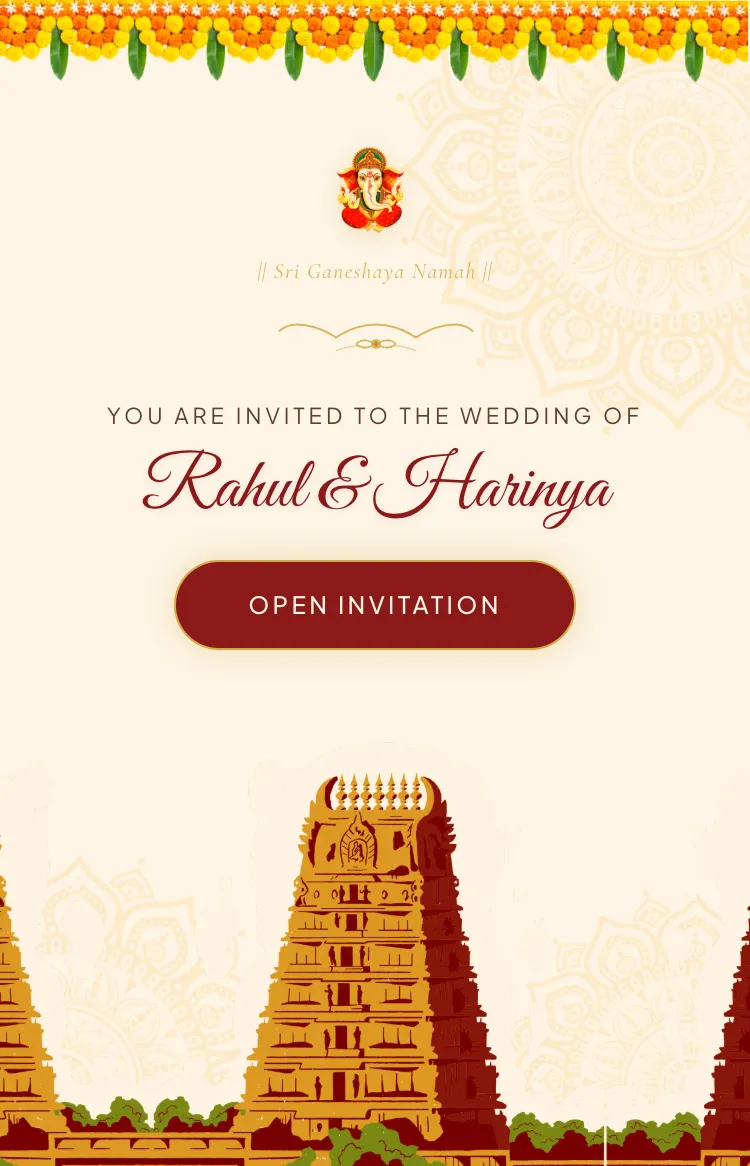 || Sri Ganeshaya Namah ||
YOU ARE INVITED TO THE WEDDING OF
Rahul & Harinya
OPEN INVITATION